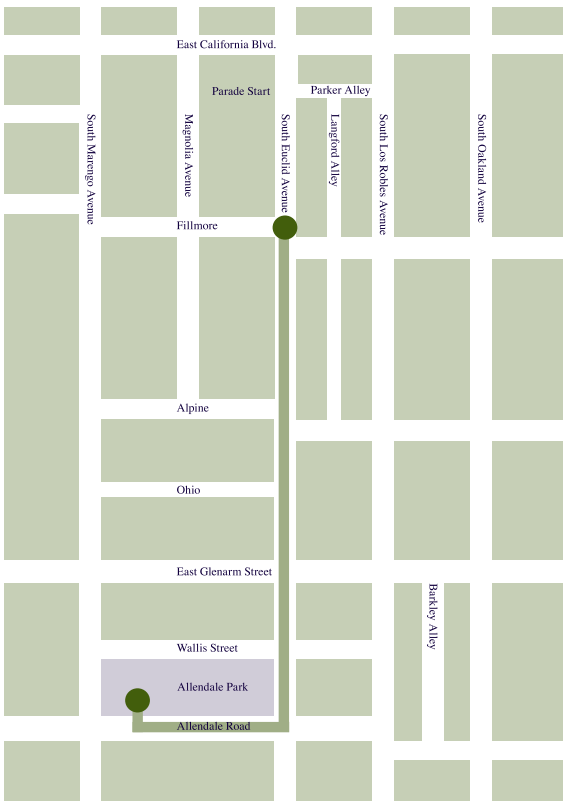 East California Blvd.
Parade Start
Parker Alley
South Marengo Avenue
Magnolia Avenue
South Euclid Avenue
Langford Alley
South Los Robles Avenue
South Oakland Avenue
Fillmore
Alpine
Ohio
East Glenarm Street
Barkley Alley
Wallis Street
Allendale Park
Allendale Road